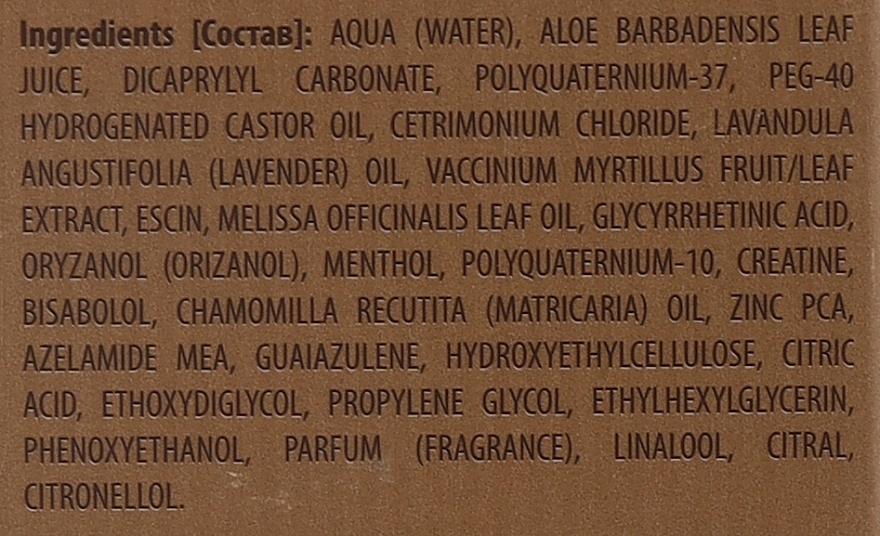 Ingredients [Состав]: AQUA (WATER), ALOE BARBADENSIS LEAF
JUICE, DICAPRYLYL CARBONATE, POLYQUATERNIUM-37, PEG-40
HYDROGENATED CASTOR OIL, CETRIMONIUM CHLORIDE, LAVANDULA
ANGUSTIFOLIA (LAVENDER) OIL, VACCINIUM MYRTILLUS FRUIT/LEAF
EXTRACT, ESCIN, MELISSA OFFICINALIS LEAF OIL, GLYCYRRHETINIC ACID,
ORYZANOL (ORIZANOL), MENTHOL, POLYQUATERNIUM-10, CREATINE,
BISABOLOL, CHAMOMILLA RECUTITA (MATRICARIA) OIL, ZINC PCA,
AZELAMIDE MEA, GUAIAZULENE, HYDROXYETHYLCELLULOSE, CITRIC
ACID, ETHOXYDIGLYCOL, PROPYLENE GLYCOL, ETHYLHEXYLGLYCERIN,
PHENOXYETHANOL, PARFUM (FRAGRANCE), LINALOOL, CITRAL,
CITRONELLOL.